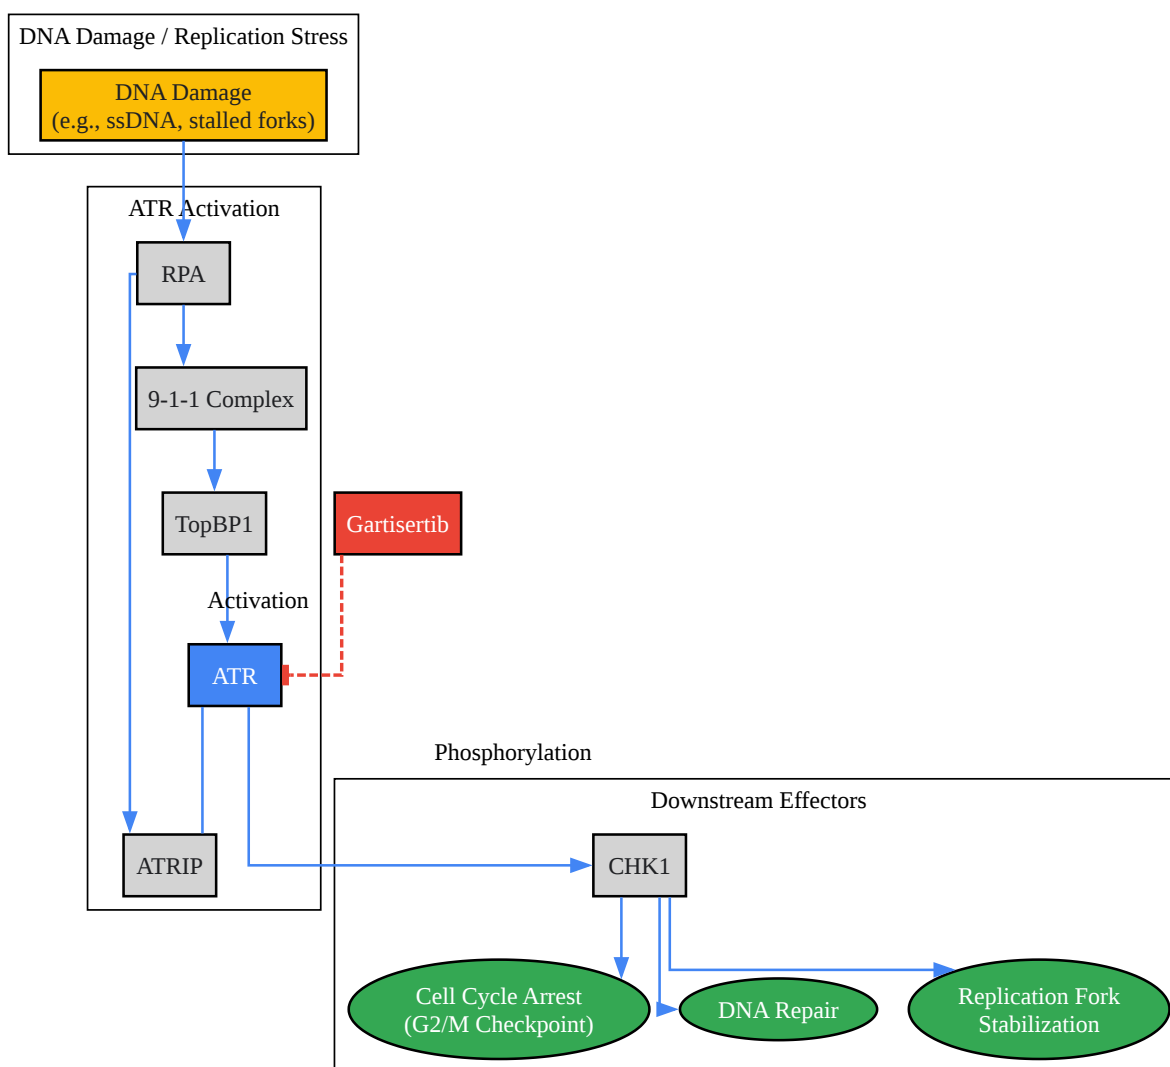 DNA Damage / Replication Stress
DNA Damage
(e.g., ssDNA, stalled forks)
ATR Activation
RPA
9-1-1 Complex
TopBP1
Gartisertib
Activation
ATR
Phosphorylation
Downstream Effectors
ATRIP
CHK1
Cell Cycle Arrest
(G2/M Checkpoint)
DNA Repair
Replication Fork
Stabilization